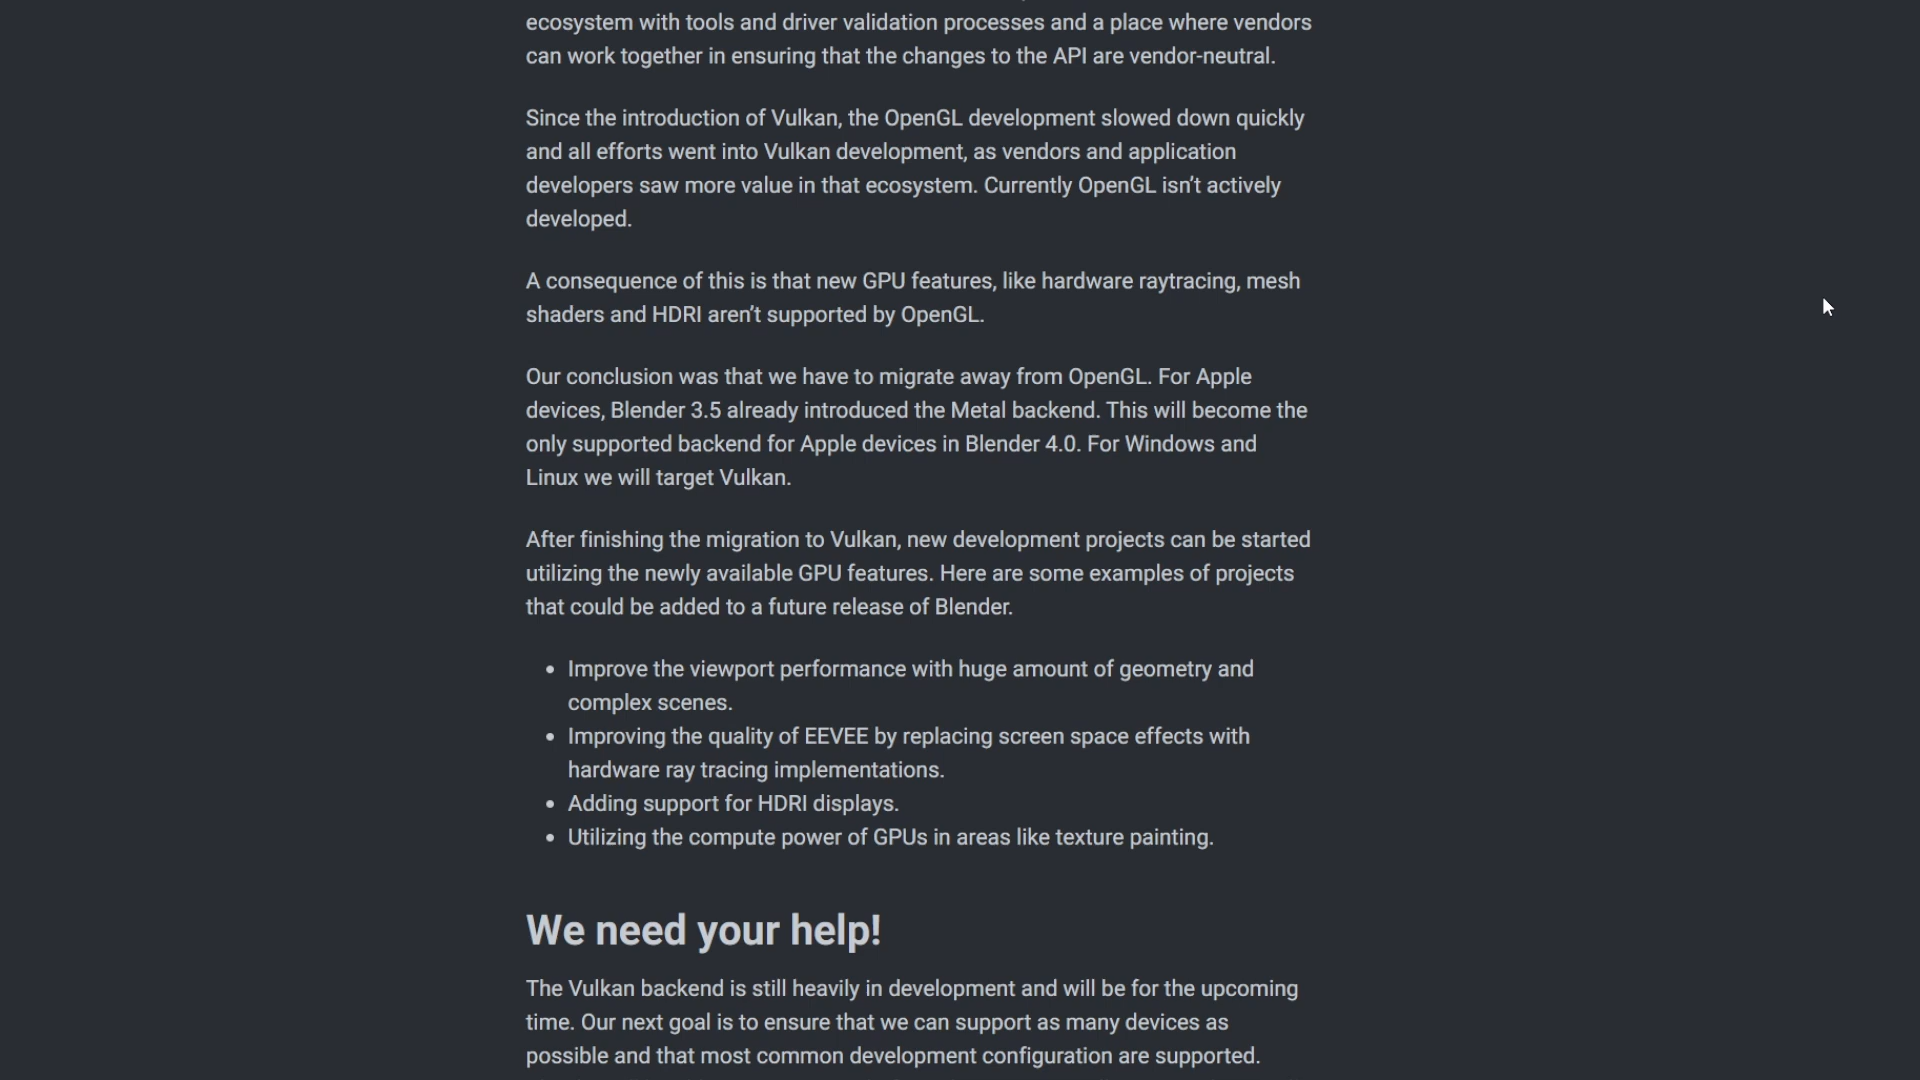 ecosystem with tools and driver validation processes and a place where vendors
can work together in ensuring that the changes to the API are vendor-neutral.
Since the introduction of Vulkan, the OpenGL development slowed down quickly
and all efforts went into Vulkan development, as vendors and application
developers saw more value in that ecosystem. Currently OpenGL isn’t actively
developed.
A consequence of this is that new GPU features, like hardware raytracing, mesh
shaders and HDRI aren’t supported by OpenGL.
Our conclusion was that we have to migrate away from OpenGL. For Apple
devices, Blender 3.5 already introduced the Metal backend. This will become the
only supported backend for Apple devices in Blender 4.0. For Windows and
Linux we will target Vulkan.
After finishing the migration to Vulkan, new development projects can be started
utilizing the newly available GPU features. Here are some examples of projects
that could be added to a future release of Blender.
• Improve the viewport performance with huge amount of geometry and
complex scenes.
• Improving the quality of EEVEE by replacing screen space effects with
hardware ray tracing implementations.
• Adding support for HDRI displays.
• Utilizing the compute power of GPUs in areas like texture painting.
We need your help!
The Vulkan backend is still heavily in development and will be for the upcoming
time. Our next goal is to ensure that we can support as many devices as
possible and that most common development configuration are supported.